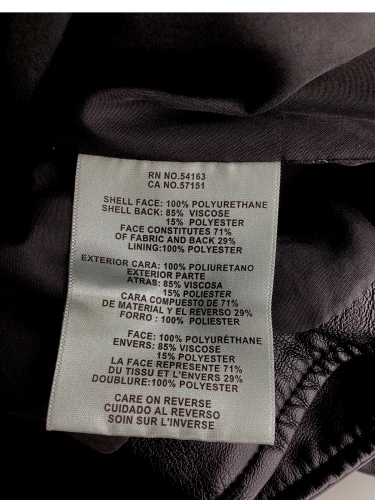 RN NO.54163
CA NO.57151
SHELL FACE: 100% POLYURETHANE
SHELL BACK: 85% VISCOSE
15% POLYESTER
FACE CONSTITUTES 71%
OF FABRIC AND BACK 29%
LINING:100% POLYESTER
EXTERIOR CARA: 100% POLIURETANO
EXTERIOR PARTE
ATRAS: 85% VISCOSA
15% POLIESTER
CARA COMPUESTO DE 71%
DE MATERIAL Y EL REVERSO 29%
FORRO : 100% POLIESTER
FACE: 100% POLYURÉTHANE
ENVERS: 85% VISCOSE
15% POLYESTER
LA FACE REPRESENTE 71%
DU TISSU ET L'ENVERS 29%
DOUBLURE:100% POLYESTER
CARE ON REVERSE
CUIDADO AL REVERSO
SOIN SUR L'INVERSE